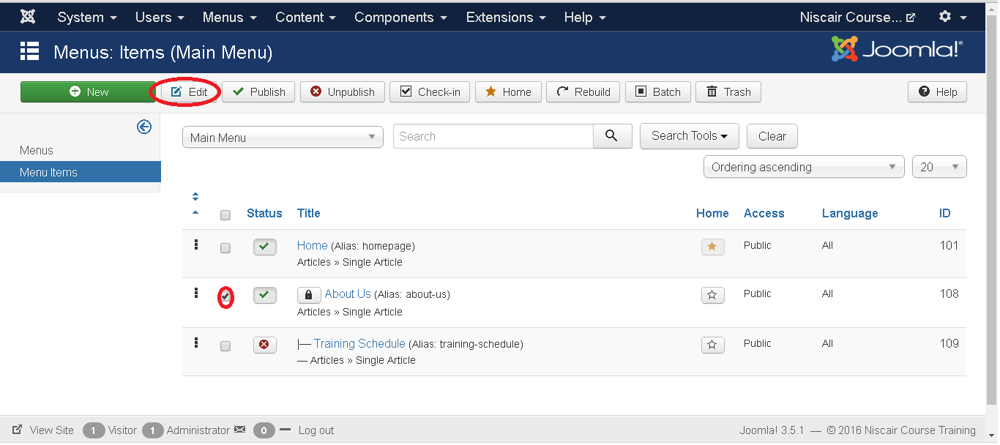 System Users Menus Content Components Extensions Help Niscair Course...
Menus: Items (Main Menu) Joomla!®
New Edit Publish Unpublish Check-in Home Rebuild Batch Trash Help
Main Menu Search Search Tools Clear
Menus
Menu Items
Ordering ascending 20
Status Title Home Access Language ID
Home (Alias: homepage) Public All 101
Articles » Single Article
About Us (Alias: about-us) Public All 108
Articles » Single Article
|— Training Schedule (Alias: training-schedule) Public All 109
— Articles » Single Article
View Site 1 Visitor 1 Administrator 0 — Log out Joomla! 3.5.1 — © 2016 Niscair Course Training